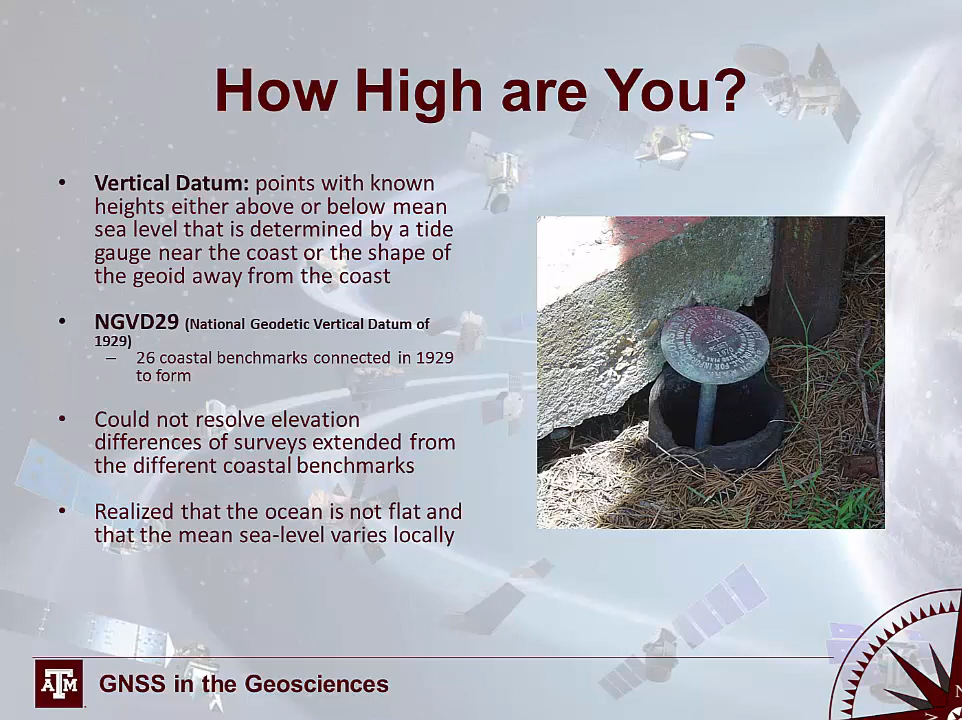 How High are You?
• Vertical Datum: points with known
heights either above or below mean
sea level that is determined by a tide
gauge near the coast or the shape of
the geoid away from the coast
• NGVD29 (National Geodetic Vertical Datum of
1929)
– 26 coastal benchmarks connected in 1929
to form
• Could not resolve elevation
differences of surveys extended from
the different coastal benchmarks
• Realized that the ocean is not flat and
that the mean sea-level varies locally
ATM
GNSS in the Geosciences
N